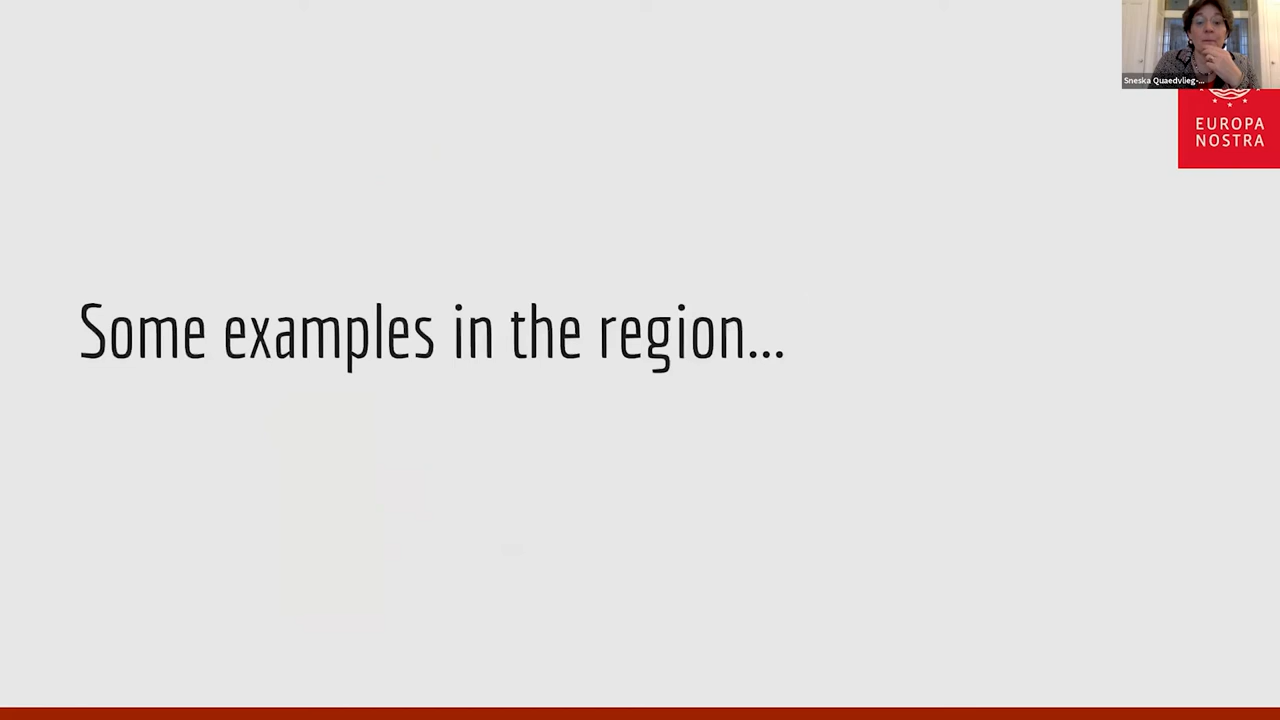 Sneska Quaedvlieg-...
EUROPA
NOSTRA
Some examples in the region...